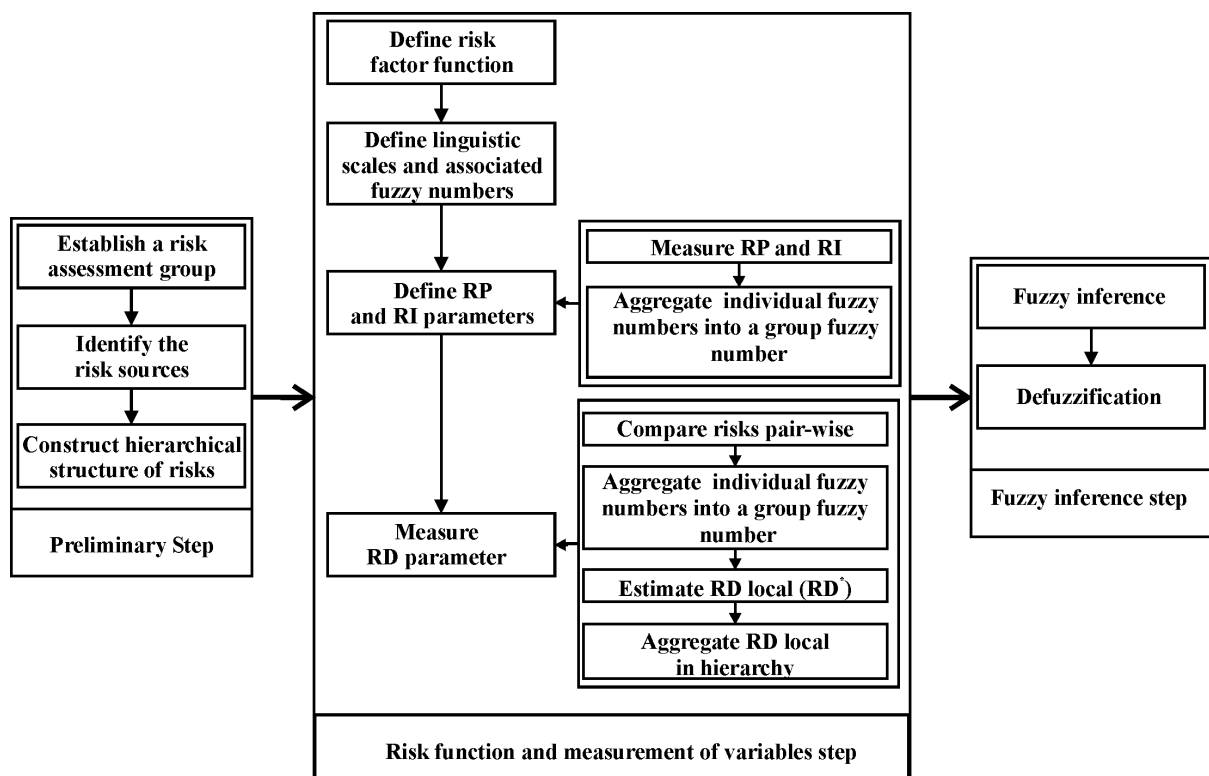 Establish a risk
assessment group
Identify the
risk sources
Construct hierarchical
structure of risks
Preliminary Step
Define risk
factor function
Define linguistic
scales and associated
fuzzy numbers
Define RP
and RI parameters
Measure
RD parameter
Measure RP and RI
Aggregate individual fuzzy
numbers into a group fuzzy
number
Compare risks pair-wise
Aggregate individual fuzzy
numbers into a group fuzzy
number
Estimate RD local (RD*)
Aggregate RD local
in hierarchy
Risk function and measurement of variables step
Fuzzy inference
Defuzzification
Fuzzy inference step